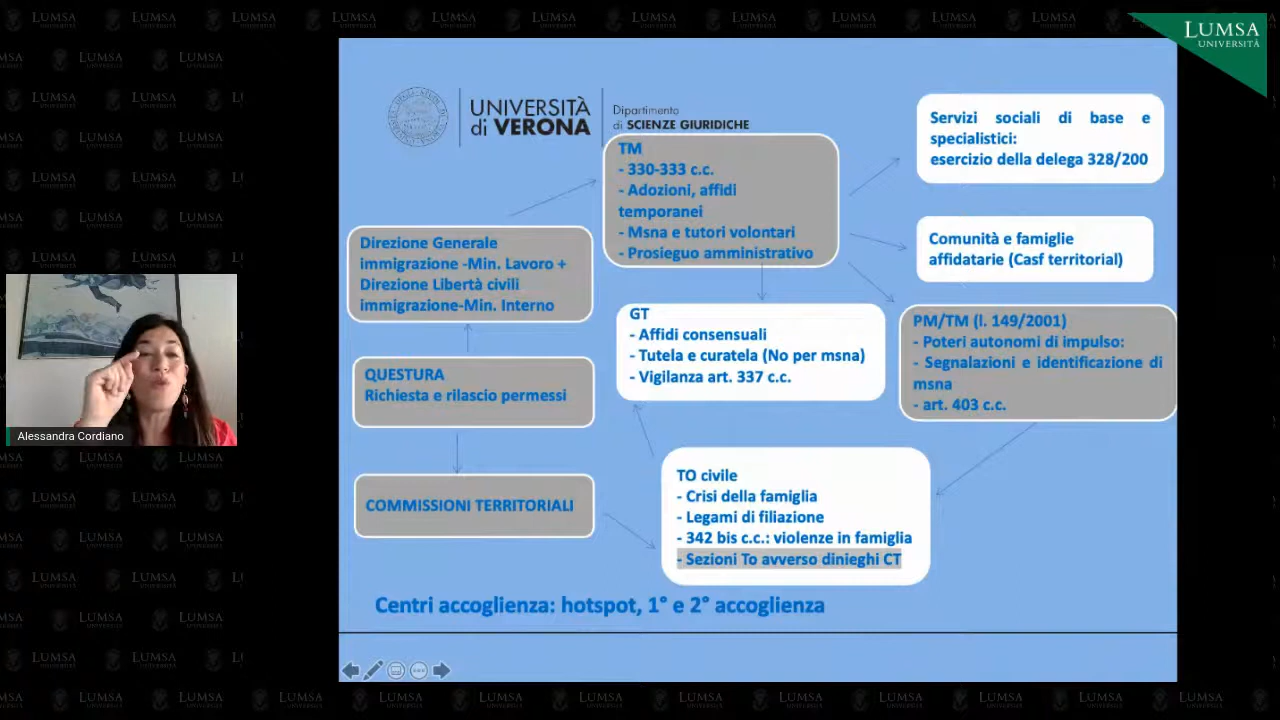 LUMSA
UNIVERSITÀ
UNIVERSITÀ
di VERONA
Dipartimento
di SCIENZE GIURIDICHE
TM
- 330-333 c.c.
- Adozioni, affidi
temporanei
- Msna e tutori volontari
- Prosieguo amministrativo
Servizi sociali di base e
specialistici:
esercizio della delega 328/200
Direzione Generale
immigrazione -Min. Lavoro +
Direzione Libertà civili
immigrazione-Min. Interno
Comunità e famiglie
affidatarie (Casf territorial)
GT
- Affidi consensuali
- Tutela e curatela (No per msna)
- Vigilanza art. 337 c.c.
PM/TM (l. 149/2001)
- Poteri autonomi di impulso:
- Segnalazioni e identificazione di
msna
- art. 403 c.c.
QUESTURA
Richiesta e rilascio permessi
COMMISSIONI TERRITORIALI
TO civile
- Crisi della famiglia
- Legami di filiazione
- 342 bis c.c.: violenze in famiglia
- Sezioni To avverso dinieghi CT
Centri accoglienza: hotspot, 1° e 2° accoglienza
Alessandra Cordiano